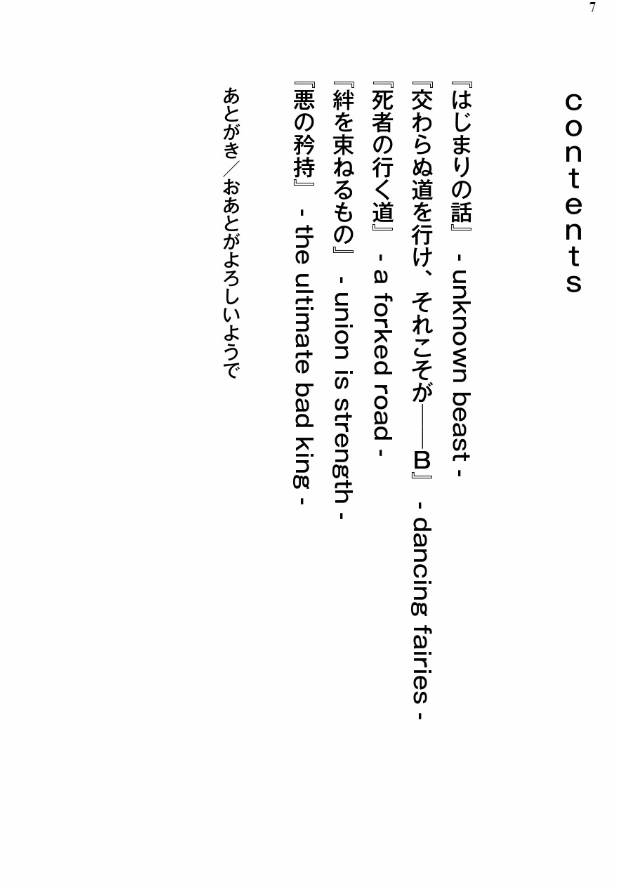 7
contents
『はじまりの話』 - unknown beast -
『交わらぬ道を行け、それこそが――B』 - dancing fairies -
『死者の行く道』 - a forked road -
『絆を束ねるもの』 - union is strength -
『悪の矜持』 - the ultimate bad king -
あとがき／おあとがよろしいようで